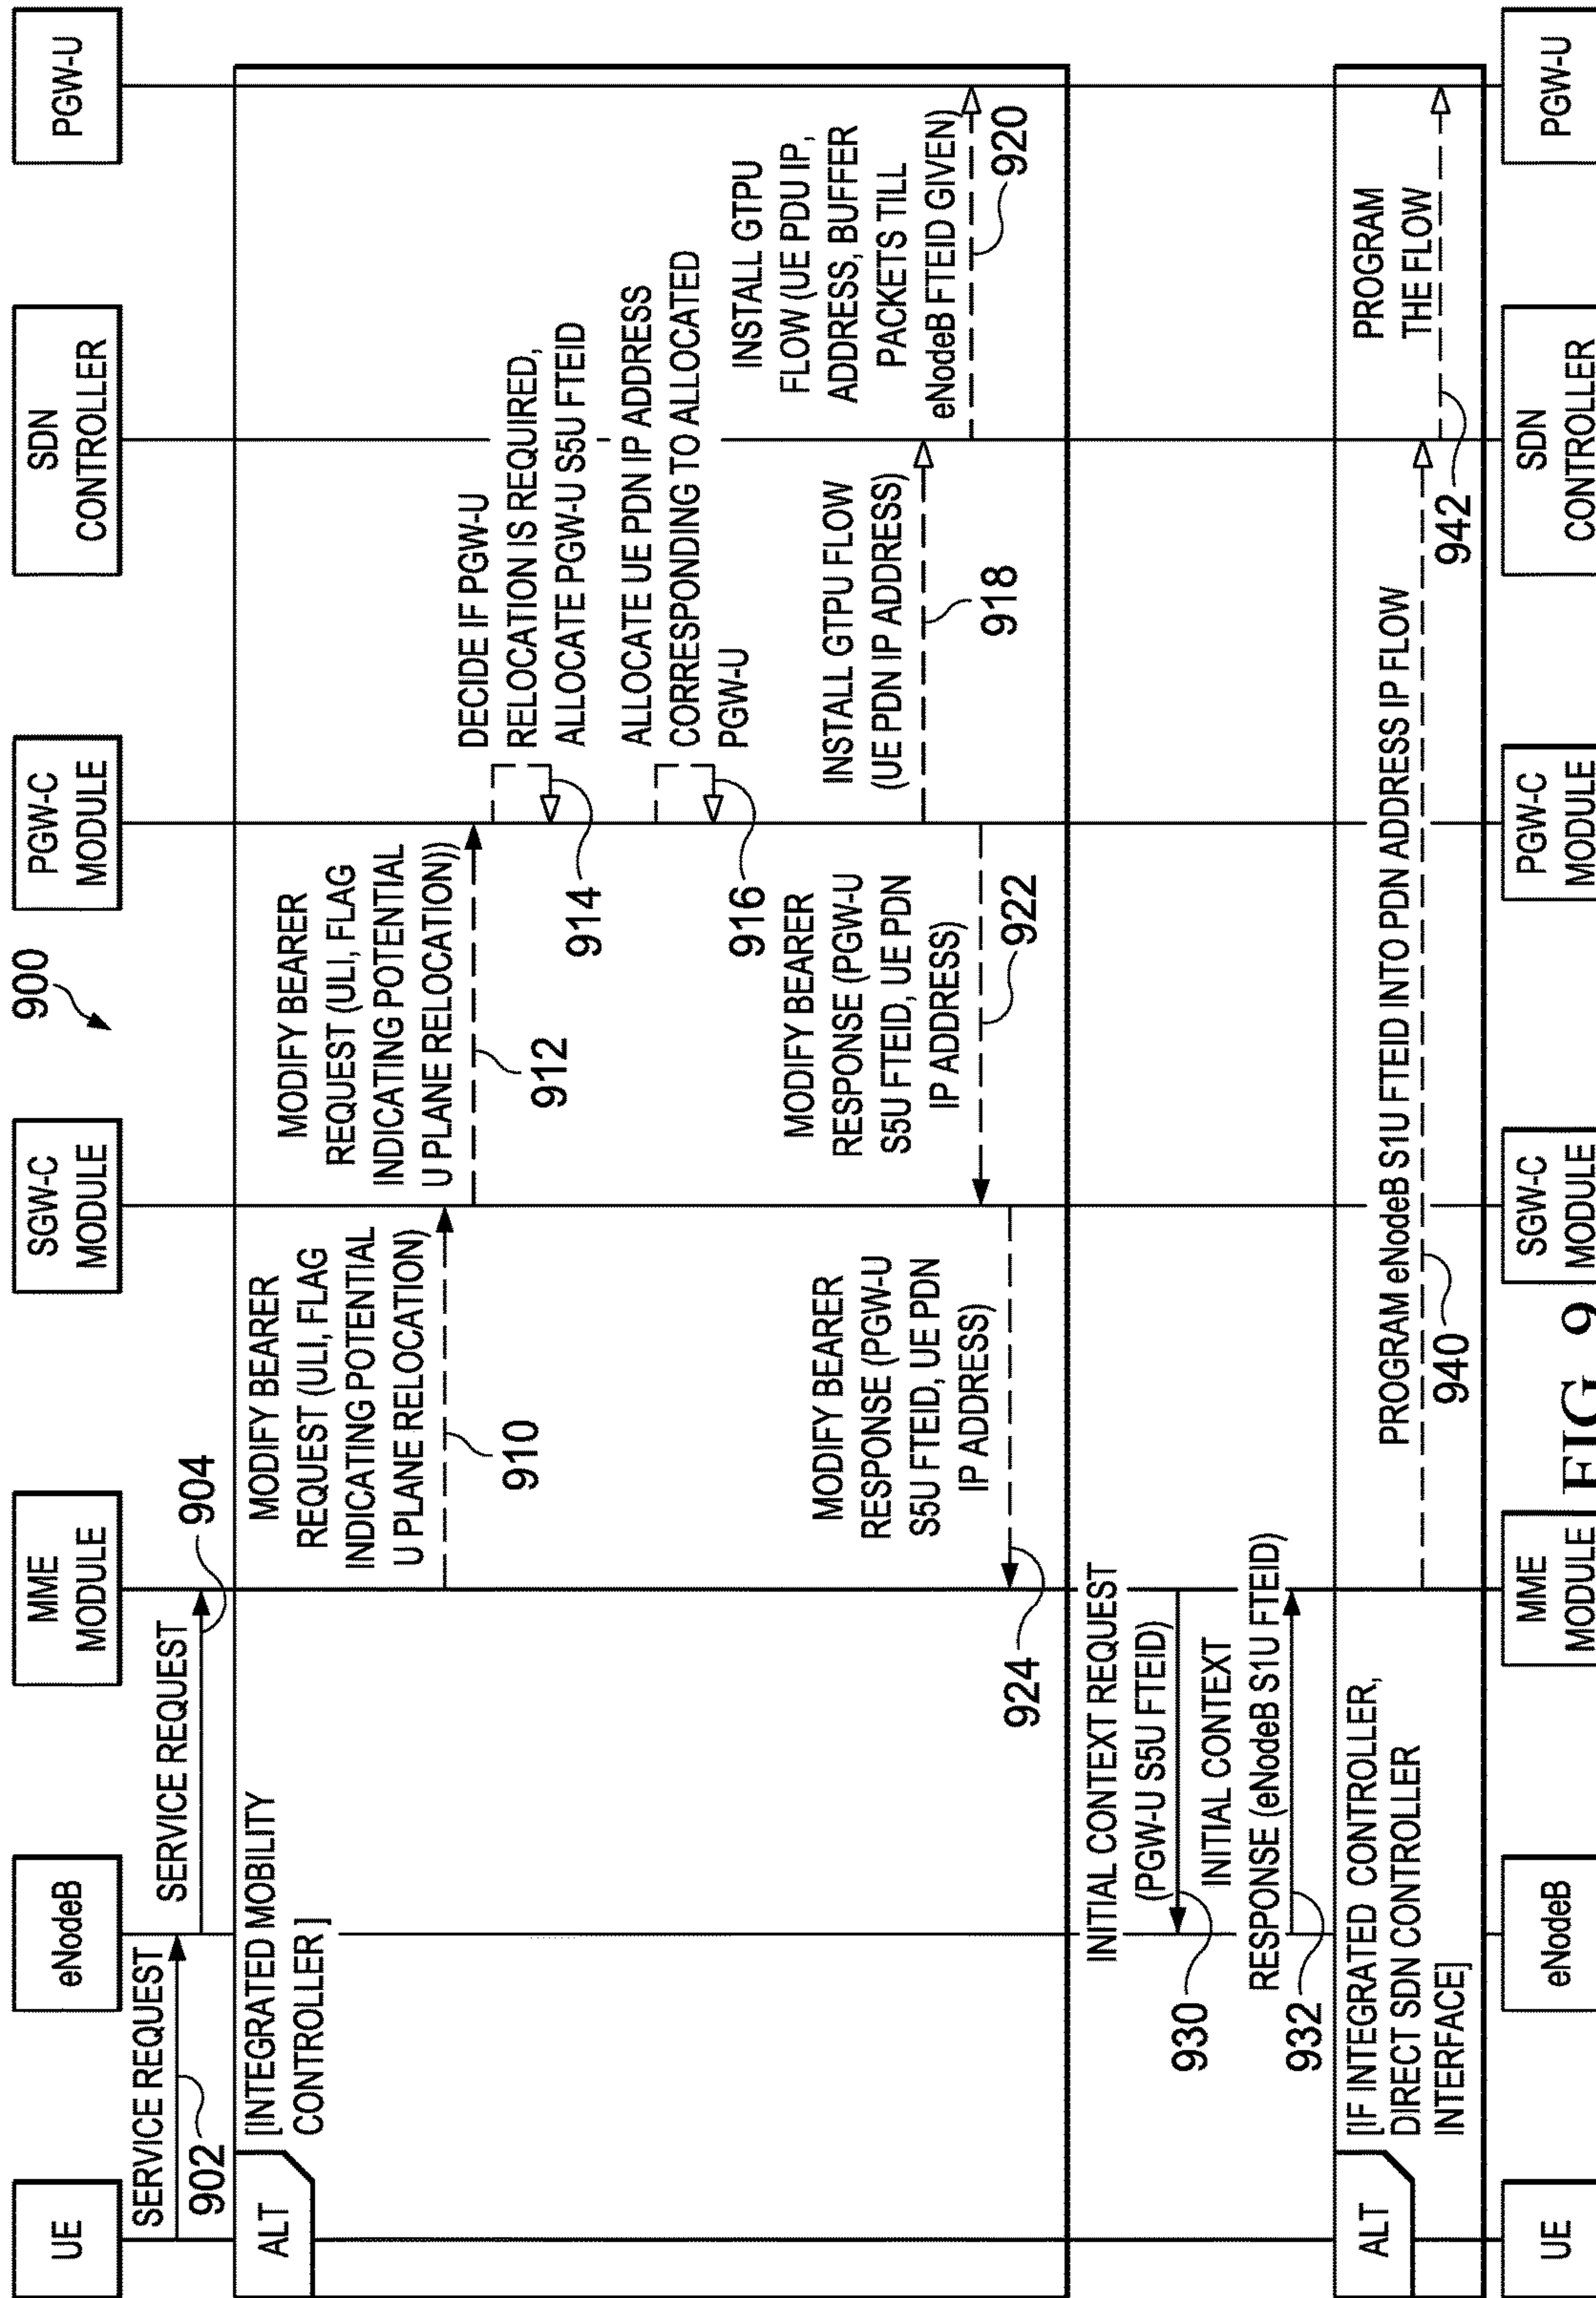 900
UE
eNodeB
MME
MODULE
SGW-C
MODULE
PGW-C
MODULE
SDN
CONTROLLER
PGW-U
SERVICE REQUEST
902
SERVICE REQUEST
904
ALT
[INTEGRATED MOBILITY
CONTROLLER ]
MODIFY BEARER
REQUEST (ULI, FLAG
INDICATING POTENTIAL
U PLANE RELOCATION)
910
MODIFY BEARER
REQUEST (ULI, FLAG
INDICATING POTENTIAL
U PLANE RELOCATION))
912
DECIDE IF PGW-U
RELOCATION IS REQUIRED,
ALLOCATE PGW-U S5U FTEID
914
ALLOCATE UE PDN IP ADDRESS
CORRESPONDING TO ALLOCATED
PGW-U
916
INSTALL GTPU FLOW
(UE PDN IP ADDRESS)
918
INSTALL GTPU
FLOW (UE PDU IP,
ADDRESS, BUFFER
PACKETS TILL
eNodeB FTEID GIVEN)
920
MODIFY BEARER
RESPONSE (PGW-U
S5U FTEID, UE PDN
IP ADDRESS)
922
MODIFY BEARER
RESPONSE (PGW-U
S5U FTEID, UE PDN
IP ADDRESS)
924
INITIAL CONTEXT REQUEST
(PGW-U S5U FTEID)
930
INITIAL CONTEXT
RESPONSE (eNodeB S1U FTEID)
932
ALT
[IF INTEGRATED CONTROLLER,
DIRECT SDN CONTROLLER
INTERFACE]
PROGRAM eNodeB S1U FTEID INTO PDN ADDRESS IP FLOW
940
PROGRAM
THE FLOW
942
UE
eNodeB
MME
MODULE
SGW-C
MODULE
PGW-C
MODULE
SDN
CONTROLLER
PGW-U
FIG. 9